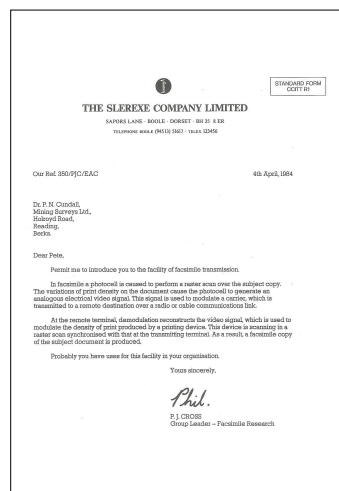 STANDARD FORM
CCITT R1
THE SLEREXE COMPANY LIMITED
SAPORS LANE - BOOLE - DORSET - BH 25 8 ER
TELEPHONE BOOLE (94513) 51617 - TELEX 123456
Our Ref. 350/PJC/EAC
4th April, 1984
Dr. P. N. Cundall,
Mining Surveys Ltd.,
Holroyd Road,
Reading,
Berks.
Dear Pete,
Permit me to introduce you to the facility of facsimile transmission.
In facsimile a photocell is caused to perform a raster scan over the subject copy.
The variations of print density on the document cause the photocell to generate an
analogous electrical video signal. This signal is used to modulate a carrier, which is
transmitted to a remote destination over a radio or cable communications link.
At the remote terminal, demodulation reconstructs the video signal, which is used to
modulate the density of print produced by a printing device. This device is scanning in a
raster scan synchronised with that at the transmitting terminal. As a result, a facsimile copy
of the subject document is produced.
Probably you have uses for this facility in your organisation.
Yours sincerely,
Phil.
P. J. CROSS
Group Leader – Facsimile Research